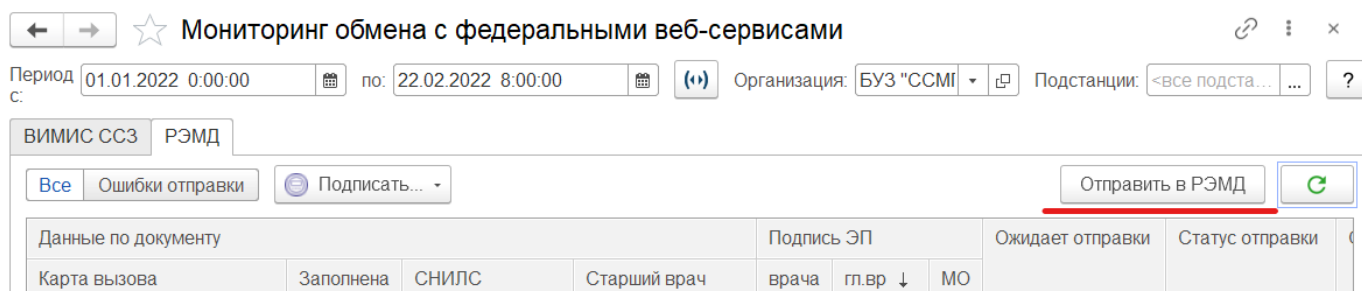 Мониторинг обмена с федеральными веб-сервисами
Период с: 01.01.2022 0:00:00 по: 22.02.2022 8:00:00 Организация: БУЗ "ССМГ Подстанции: <все подста... ... ?
ВИМИС ССЗ РЭМД
Все Ошибки отправки Подписать... Отправить в РЭМД
Данные по документу Подпись ЭП Ожидает отправки Статус отправки
Карта вызова Заполнена СНИЛС Старший врач врача гл.вр ↓ МО